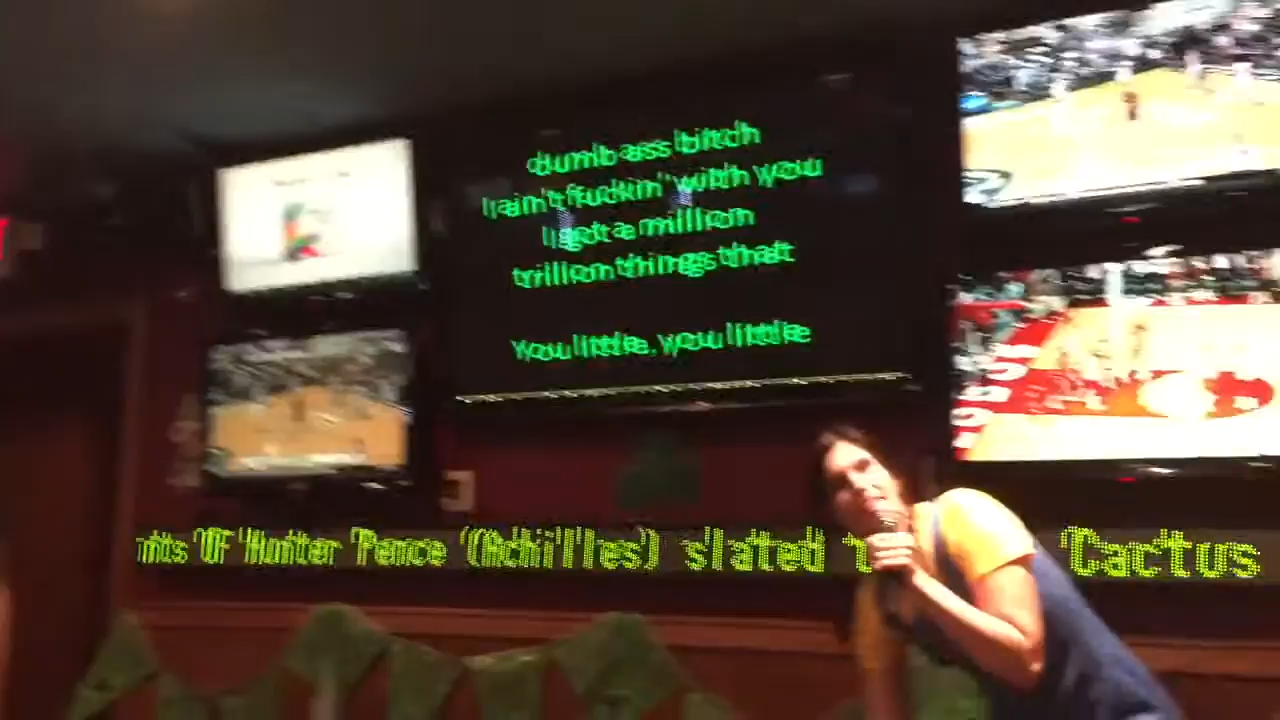 dumb ass bitch
I ain't fuckin' with you
I got a million
trillion things that
You little, you little
nts OF Hunter Pence (Achilles) slated t Cactus